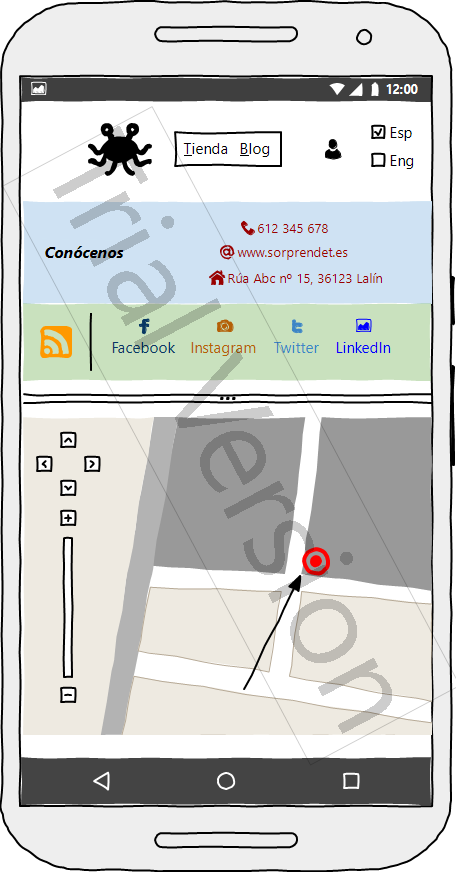 12:00
Tienda Blog
Esp
Eng
612 345 678
Conócenos
www.sorprendet.es
Rúa Abc nº 15, 36123 Lalín
Facebook Instagram Twitter LinkedIn
Trial Version